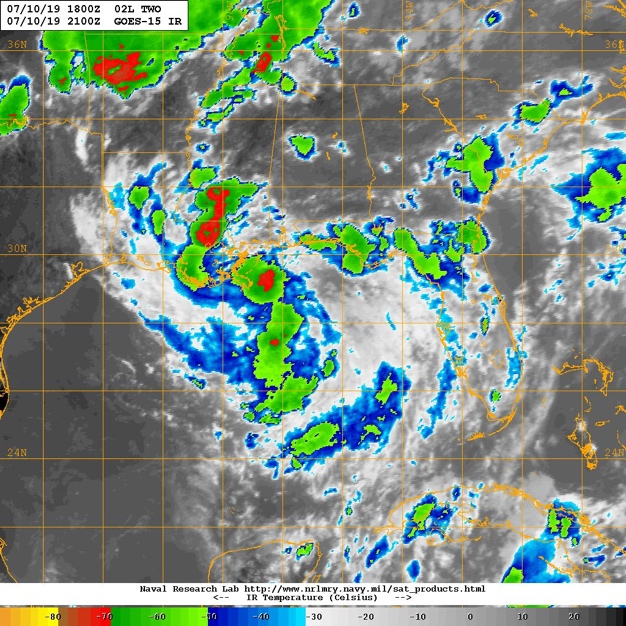 07/10/19 1800Z 02L TWO
07/10/19 2100Z GOES-15 IR
36N 36N
30N
24N 24N
Naval Research Lab http://www.nrlmry.navy.mil/sat_products.html
<-- IR Temperature (Celsius) -->
-80 -70 -60 -50 -40 -30 -20 -10 0 10 20